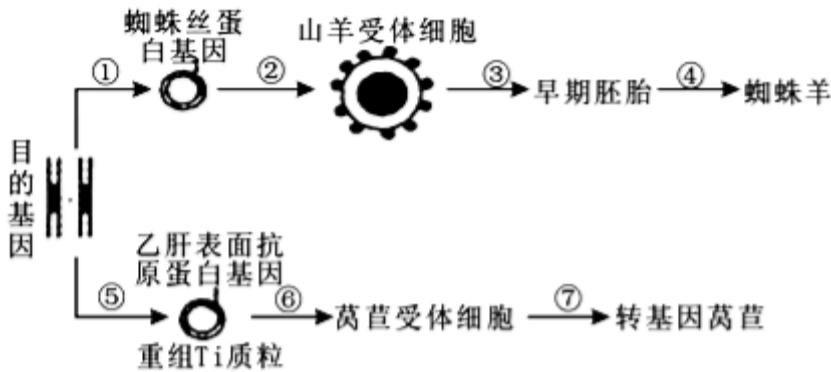 蜘蛛丝蛋
白基因
山羊受体细胞
①
②
③
早期胚胎
④
蜘蛛羊
目的基因
乙肝表面抗
原蛋白基因
⑤
⑥
莴苣受体细胞
⑦
转基因莴苣
重组Ti质粒